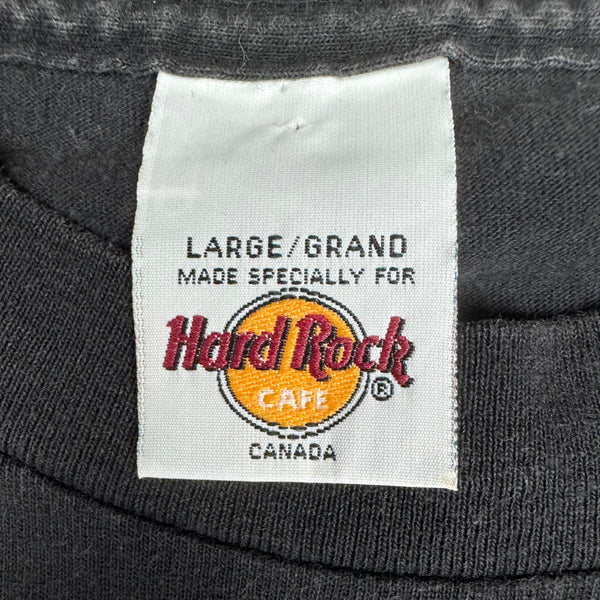 LARGE/GRAND
MADE SPECIALLY FOR
Hard Rock
CAFE ®
CANADA